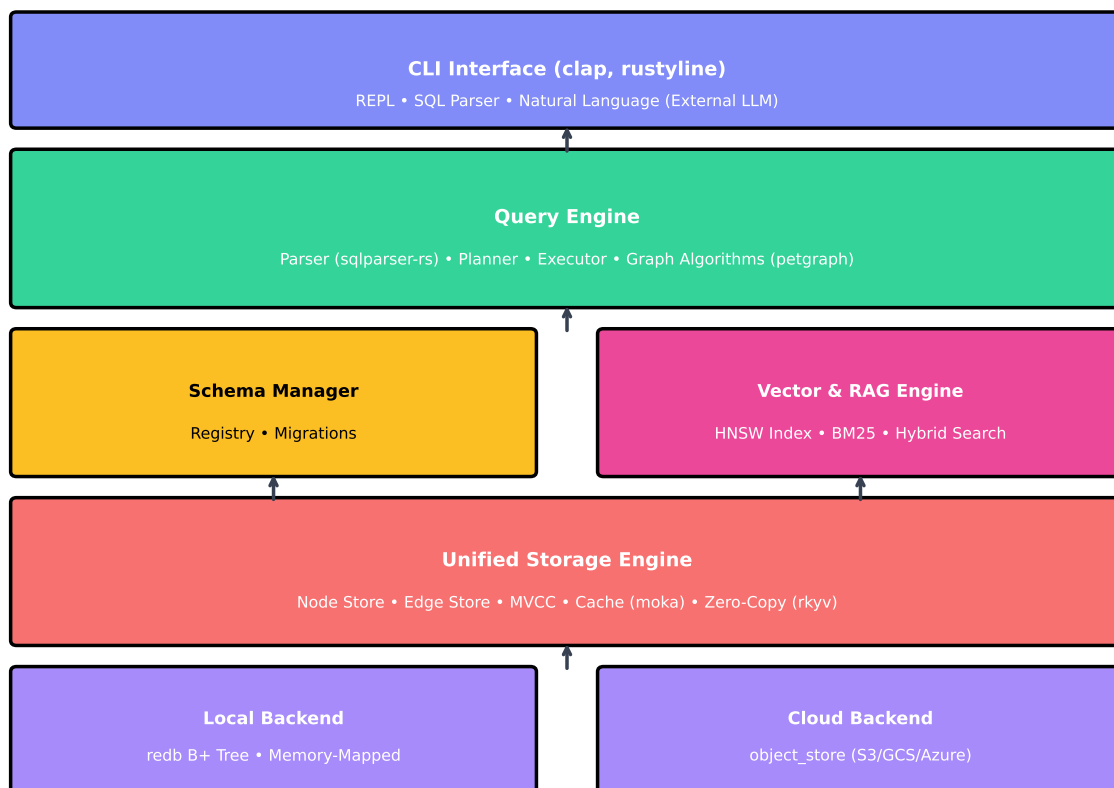 CLI Interface (clap, rustyline)
REPL • SQL Parser • Natural Language (External LLM)
Query Engine
Parser (sqlparser-rs) • Planner • Executor • Graph Algorithms (petgraph)
Schema Manager
Registry • Migrations
Vector & RAG Engine
HNSW Index • BM25 • Hybrid Search
Unified Storage Engine
Node Store • Edge Store • MVCC • Cache (moka) • Zero-Copy (rkyv)
Local Backend
redb B+ Tree • Memory-Mapped
Cloud Backend
object_store (S3/GCS/Azure)